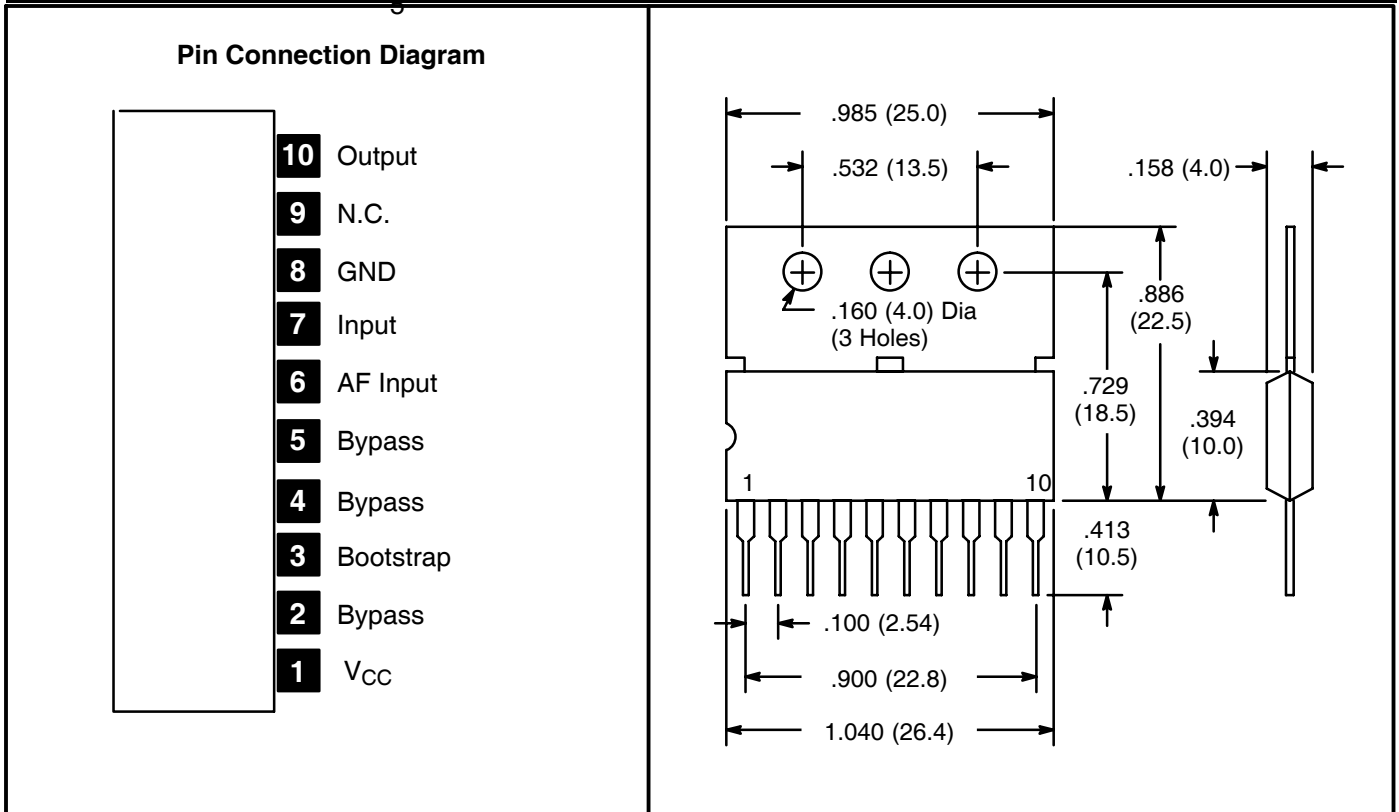 Pin Connection Diagram
10 Output
9 N.C.
8 GND
7 Input
6 AF Input
5 Bypass
4 Bypass
3 Bootstrap
2 Bypass
1 VCC
.985 (25.0)
.532 (13.5)
.158 (4.0)
.160 (4.0) Dia
(3 Holes)
.886
(22.5)
.729
(18.5)
.394
(10.0)
1 10
.413
(10.5)
.100 (2.54)
.900 (22.8)
1.040 (26.4)